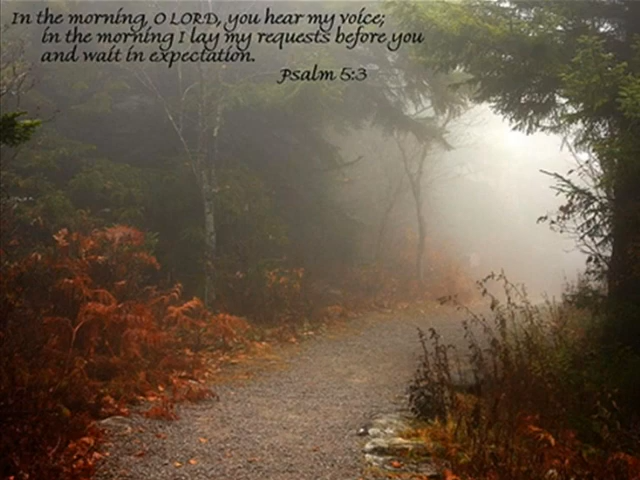 In the morning, O LORD, you hear my voice;
in the morning I lay my requests before you
and wait in expectation.
Psalm 5:3